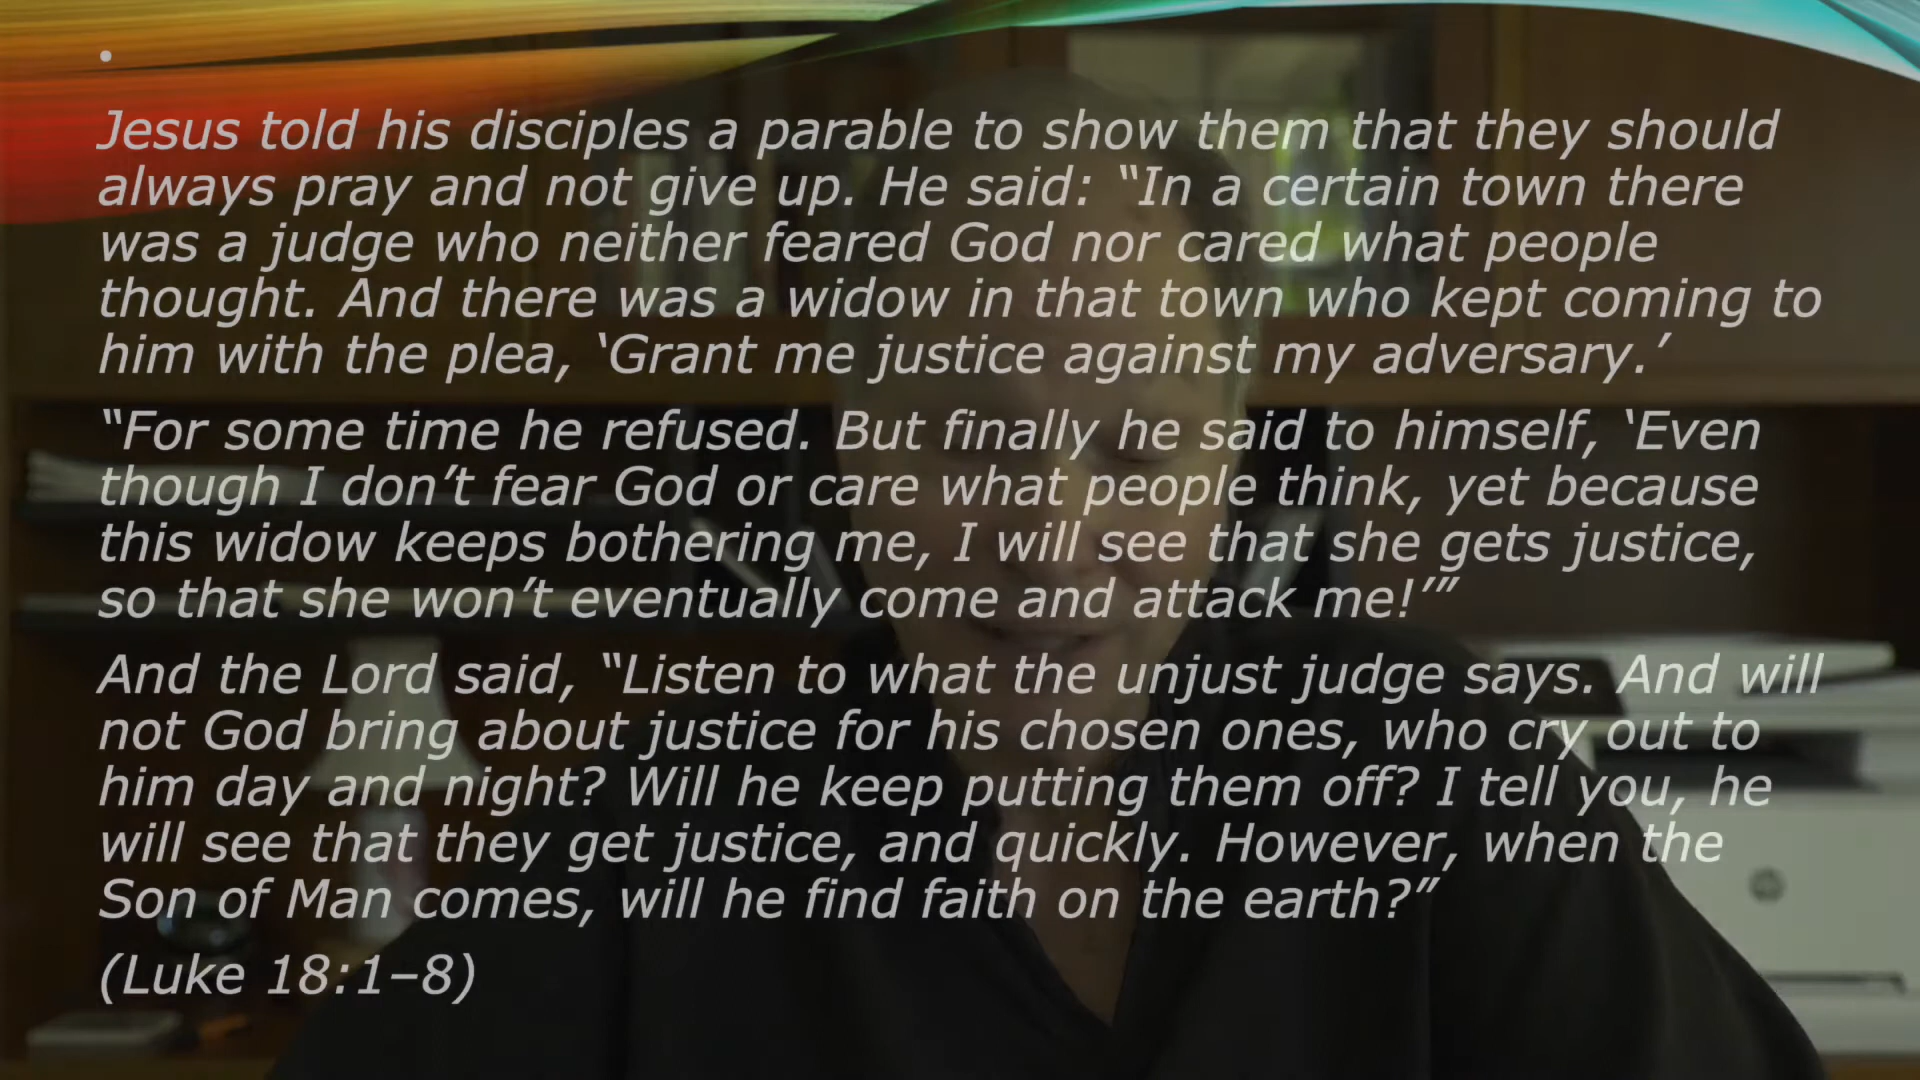 Jesus told his disciples a parable to show them that they should
always pray and not give up. He said: “In a certain town there
was a judge who neither feared God nor cared what people
thought. And there was a widow in that town who kept coming to
him with the plea, ‘Grant me justice against my adversary.’
“For some time he refused. But finally he said to himself, ‘Even
though I don’t fear God or care what people think, yet because
this widow keeps bothering me, I will see that she gets justice,
so that she won’t eventually come and attack me!’”
And the Lord said, “Listen to what the unjust judge says. And will
not God bring about justice for his chosen ones, who cry out to
him day and night? Will he keep putting them off? I tell you, he
will see that they get justice, and quickly. However, when the
Son of Man comes, will he find faith on the earth?”
(Luke 18:1–8)